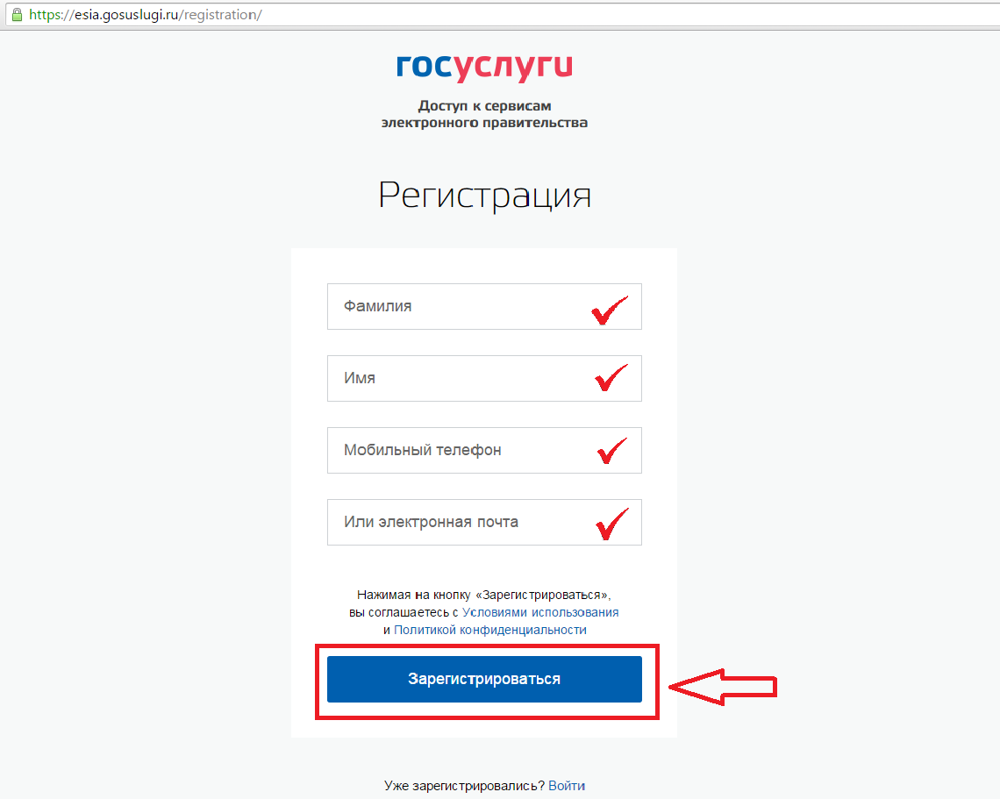 https://esia.gosuslugi.ru/registration/
госуслуги
Доступ к сервисам
электронного правительства
Регистрация
Фамилия
Имя
Мобильный телефон
Или электронная почта
Нажимая на кнопку «Зарегистрироваться»,
вы соглашаетесь с Условиями использования
и Политикой конфиденциальности
Зарегистрироваться
Уже зарегистрировались? Войти